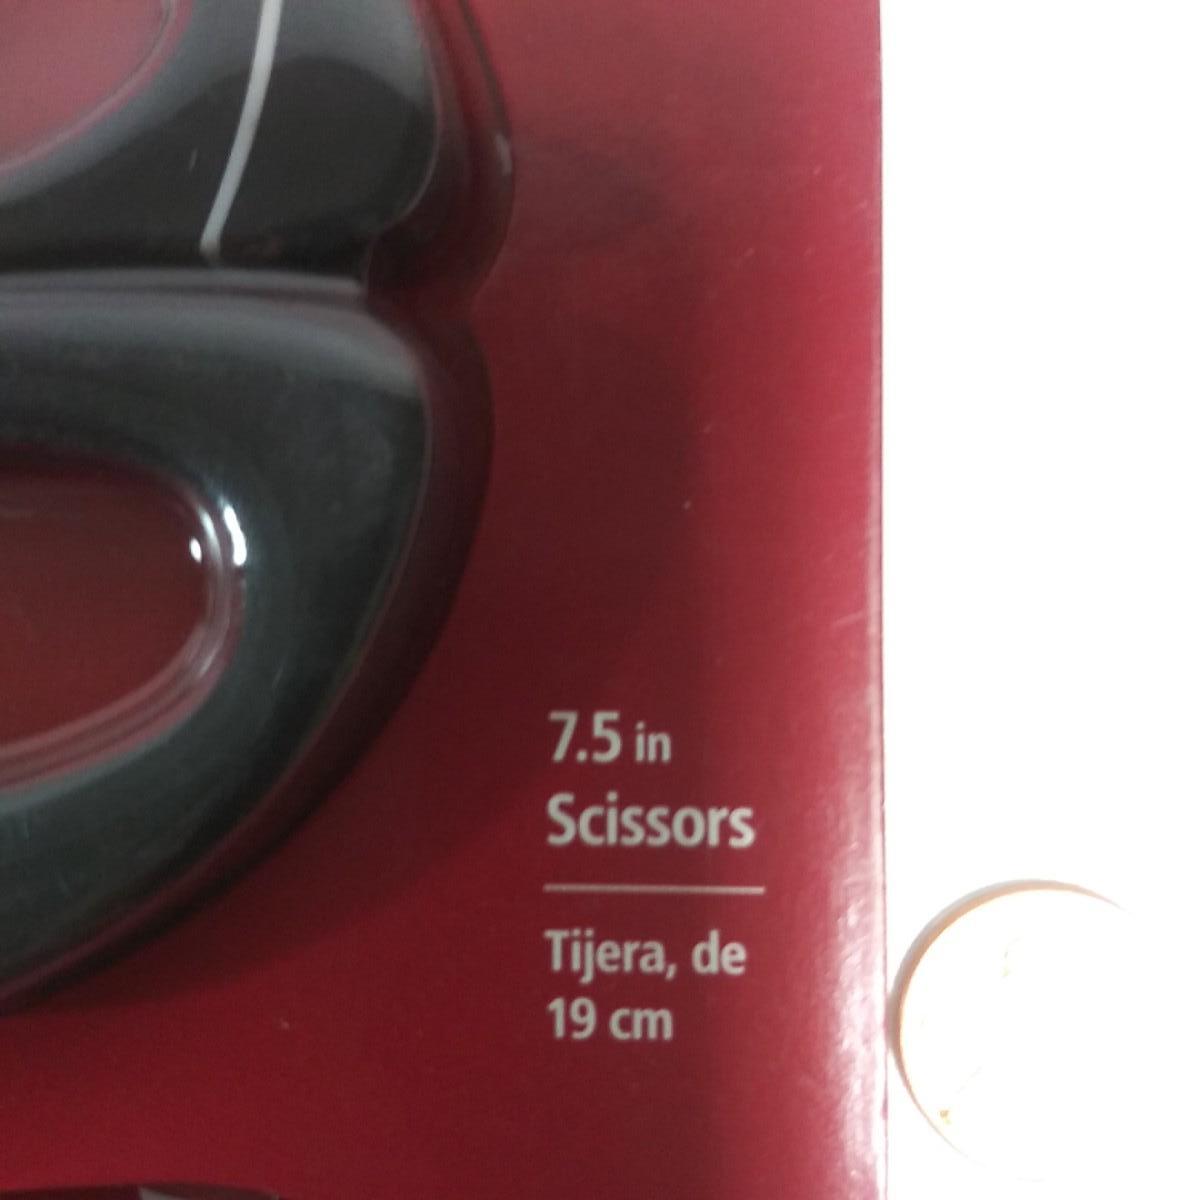 7.5 in
Scissors
Tijera, de
19 cm